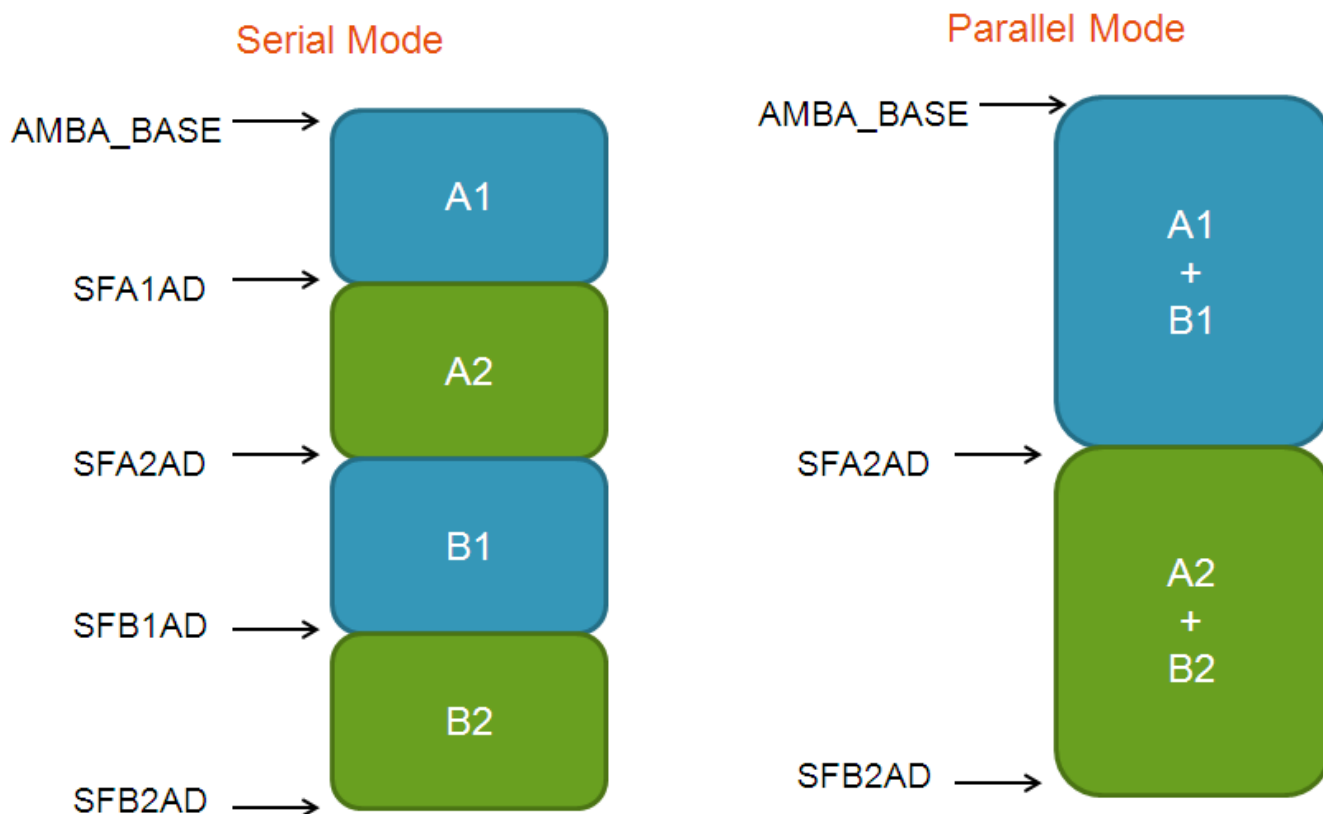 Serial Mode
AMBA_BASE
A1
SFA1AD
A2
SFA2AD
B1
SFB1AD
B2
SFB2AD
Parallel Mode
AMBA_BASE
A1
+
B1
SFA2AD
A2
+
B2
SFB2AD